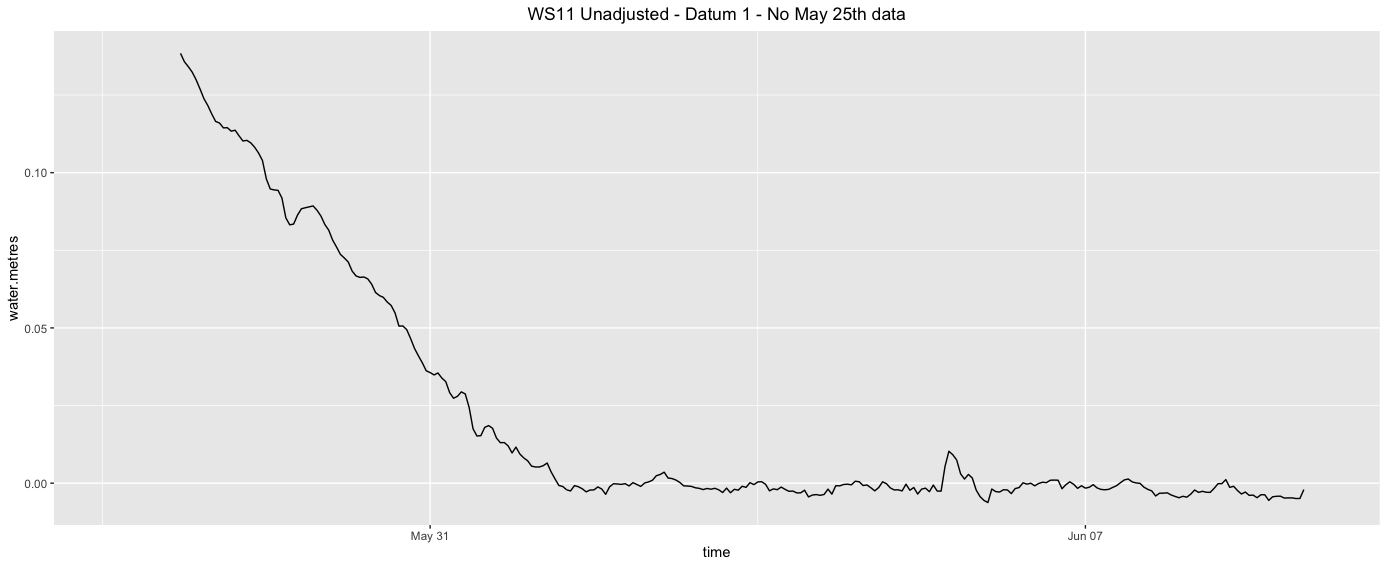 WS11 Unadjusted - Datum 1 - No May 25th data
water.metres
0.10
0.05
0.00
May 31
Jun 07
time